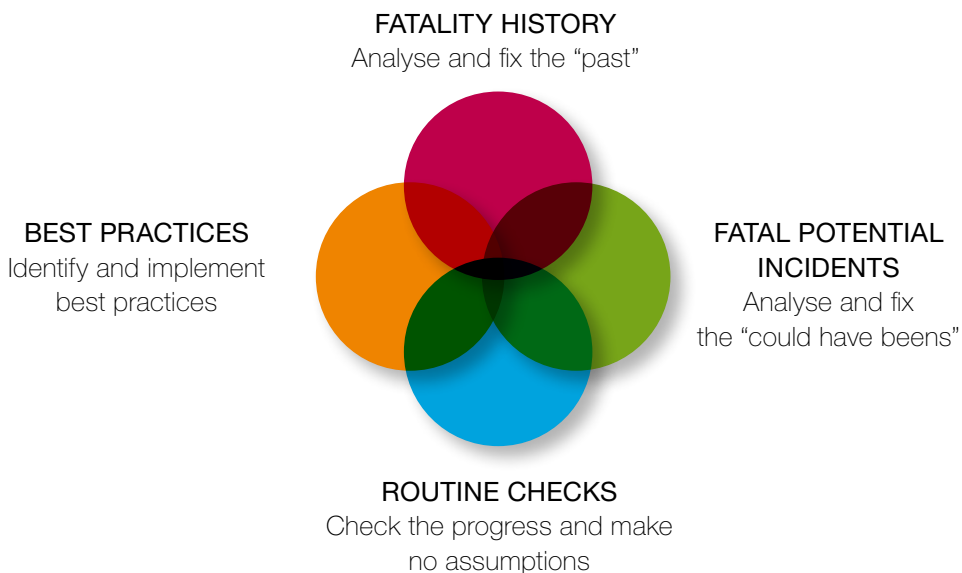 FATALITY HISTORY
Analyse and fix the “past”
BEST PRACTICES
Identify and implement
best practices
FATAL POTENTIAL
INCIDENTS
Analyse and fix
the “could have beens”
ROUTINE CHECKS
Check the progress and make
no assumptions